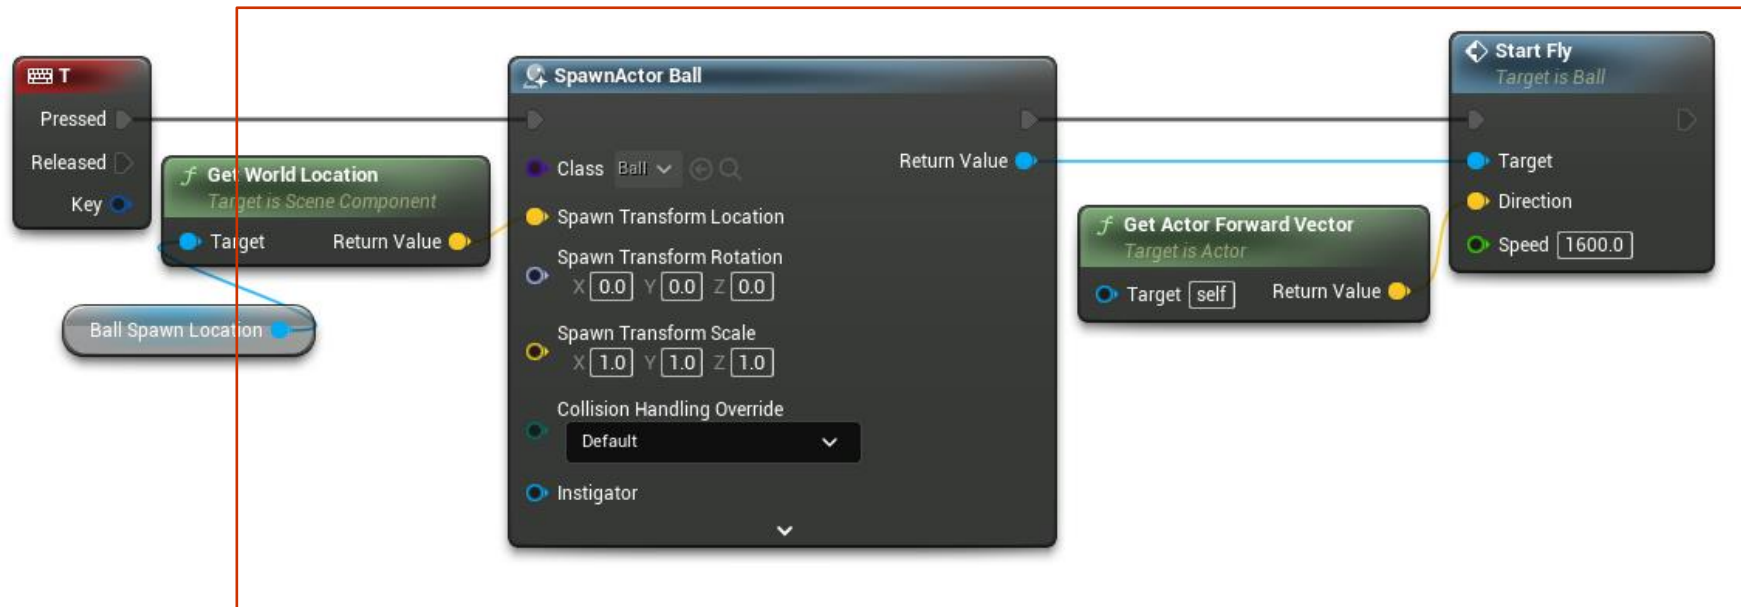 T
Pressed
Released
Key
Get World Location
Target is Scene Component
Target
Return Value
Ball Spawn Location
SpawnActor Ball
Class Ball
Return Value
Spawn Transform Location
Spawn Transform Rotation
X 0.0 Y 0.0 Z 0.0
Spawn Transform Scale
X 1.0 Y 1.0 Z 1.0
Collision Handling Override
Default
Instigator
Get Actor Forward Vector
Target is Actor
Target self
Return Value
Start Fly
Target is Ball
Target
Direction
Speed 1600.0